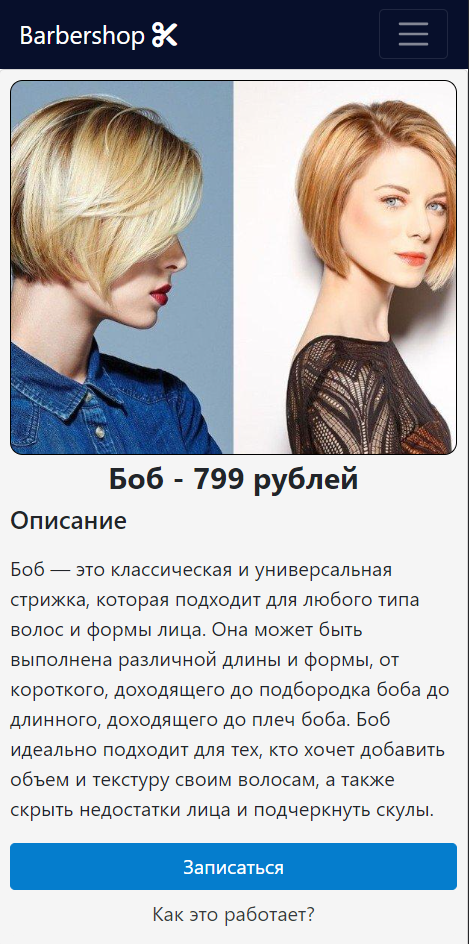 Barbershop
Боб - 799 рублей
Описание
Боб — это классическая и универсальная
стрижка, которая подходит для любого типа
волос и формы лица. Она может быть
выполнена различной длины и формы, от
короткого, доходящего до подбородка боба до
длинного, доходящего до плеч боба. Боб
идеально подходит для тех, кто хочет добавить
объем и текстуру своим волосам, а также
скрыть недостатки лица и подчеркнуть скулы.
Записаться
Как это работает?